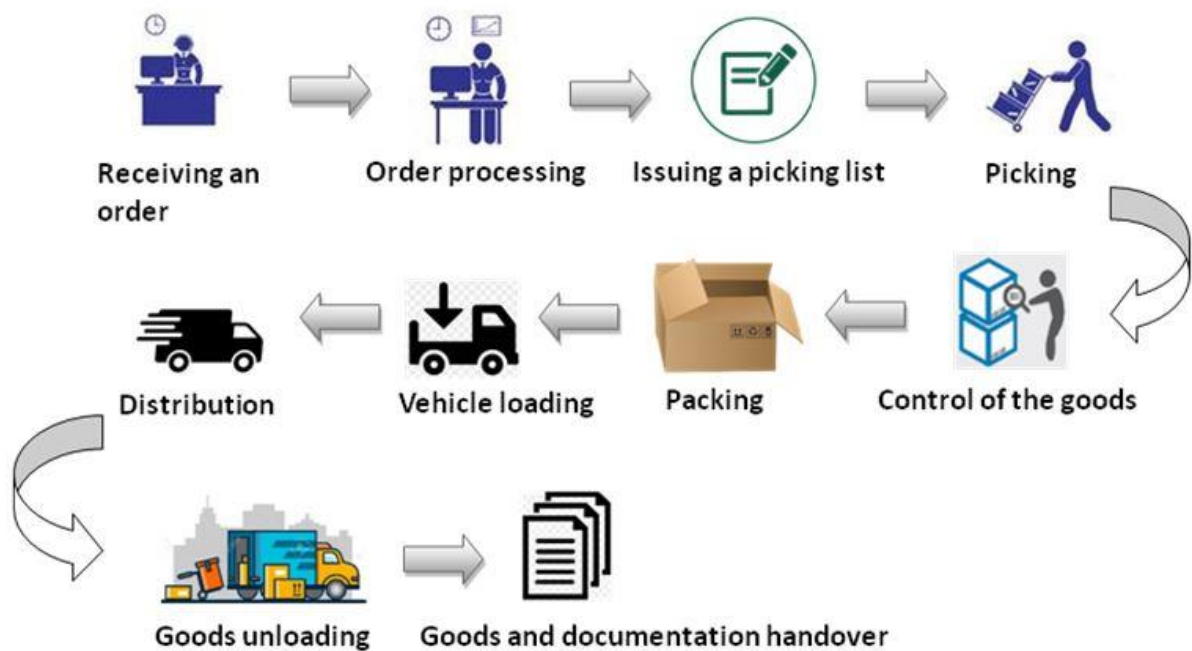 Receiving an
order
Order processing
Issuing a picking list
Picking
Control of the goods
Packing
Vehicle loading
Distribution
Goods unloading
Goods and documentation handover